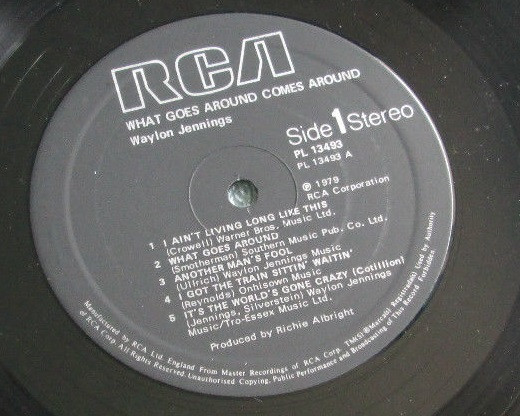 RCA
WHAT GOES AROUND COMES AROUND
Waylon Jennings
Side 1 Stereo
PL 13493
PL 13493 A
℗ 1979
RCA Corporation
1 I AIN'T LIVING LONG LIKE THIS
(Crowell) Warner Bros. Music Ltd.
2 WHAT GOES AROUND
(Smotherman) Southern Music Pub. Co. Ltd.
3 ANOTHER MAN'S FOOL
(Ullrich) Waylon Jennings Music
4 I GOT THE TRAIN SITTIN' WAITIN'
(Reynolds) Onhisown Music
5 IT'S THE WORLD'S GONE CRAZY (Cotillion)
(Jennings, Silverstein) Waylon Jennings
Music/Tro-Essex Music Ltd.
Produced by Richie Albright
Manufactured by RCA Ltd. England From Master Recordings of RCA Corp. TM(S)®Marca(s) Registrada(s) Used by Authority
of RCA Corp. All Rights Reserved Unauthorised Copying, Public Performance and Broadcasting of This Record Forbidden.